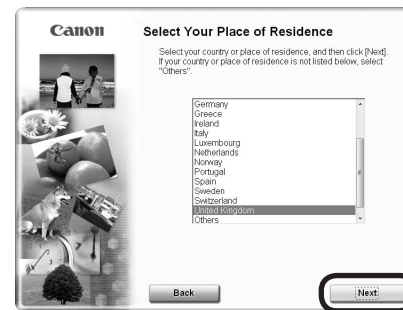 Canon
Select Your Place of Residence
Select your country or place of residence, and then click [Next].
If your country or place of residence is not listed below, select
"Others".
Germany
Greece
Ireland
Italy
Luxembourg
Netherlands
Norway
Portugal
Spain
Sweden
Switzerland
United Kingdom
Others
Back
Next